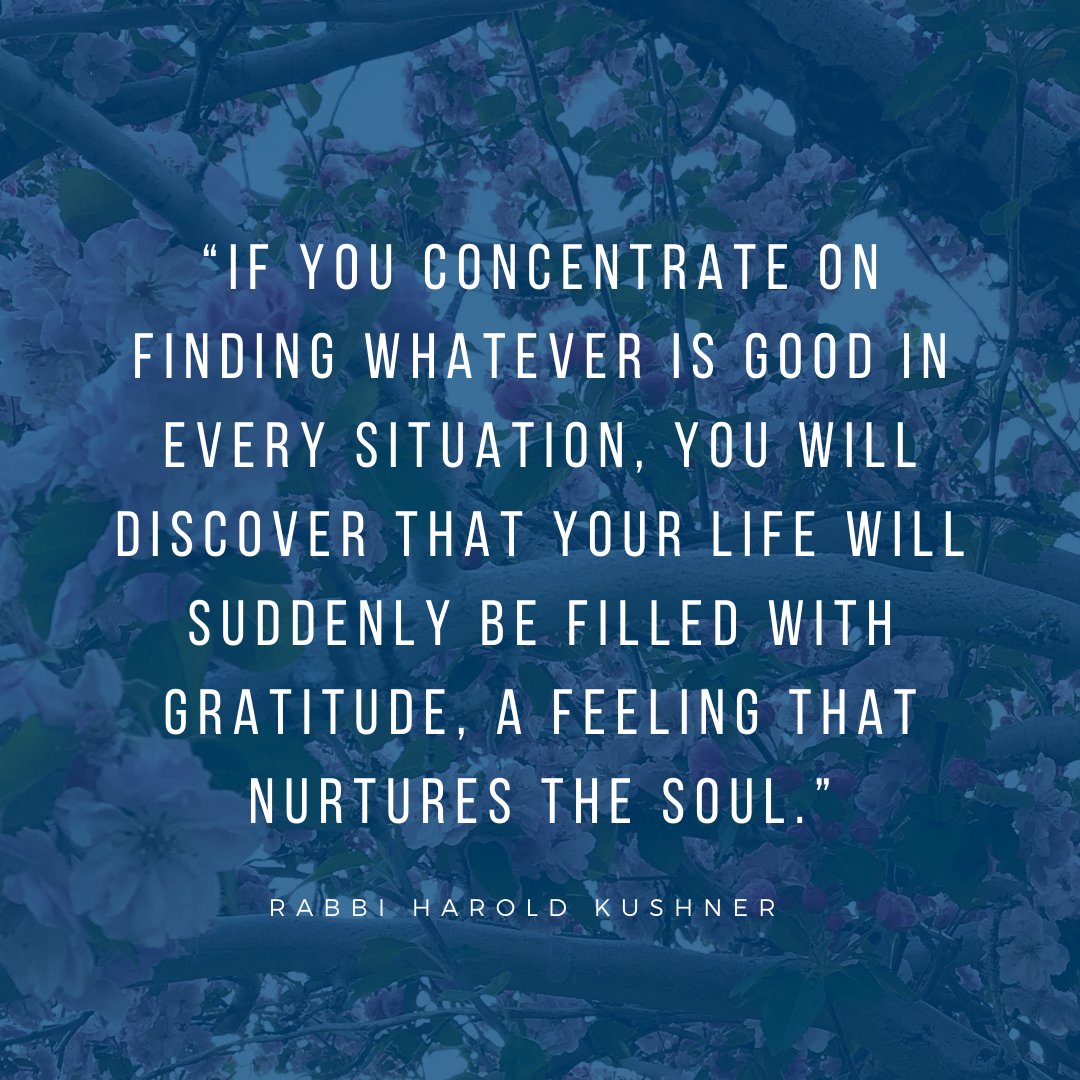 “IF YOU CONCENTRATE ON
FINDING WHATEVER IS GOOD IN
EVERY SITUATION, YOU WILL
DISCOVER THAT YOUR LIFE WILL
SUDDENLY BE FILLED WITH
GRATITUDE, A FEELING THAT
NURTURES THE SOUL.”
RABBI HAROLD KUSHNER